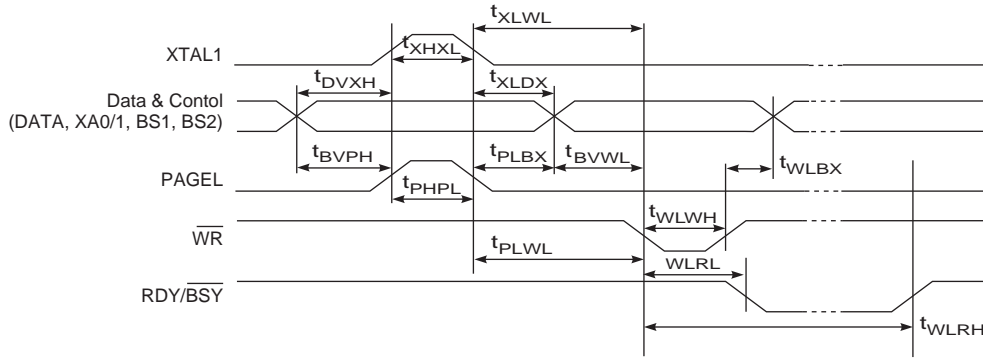 tXLWL
XTAL1
tXHXL
tDVXH
tXLDX
Data & Contol
(DATA, XA0/1, BS1, BS2)
tBVPH
tPLBX
tBVWL
tWLBX
PAGEL
tPHPL
WR
tWLWH
tPLWL
WLRL
RDY/BSY
tWLRH